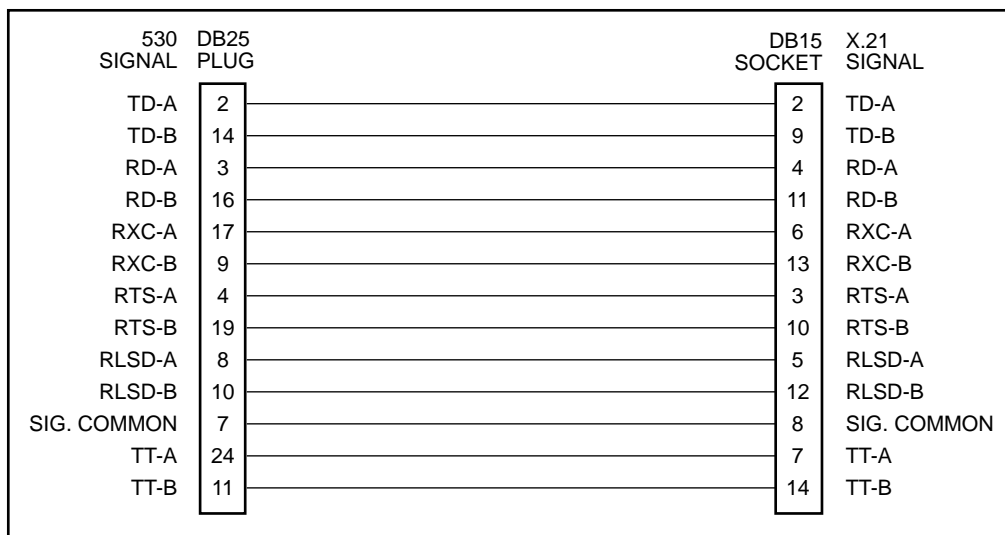 530 DB25 DB15 X.21
SIGNAL PLUG SOCKET SIGNAL
TD-A 2 2 TD-A
TD-B 14 9 TD-B
RD-A 3 4 RD-A
RD-B 16 11 RD-B
RXC-A 17 6 RXC-A
RXC-B 9 13 RXC-B
RTS-A 4 3 RTS-A
RTS-B 19 10 RTS-B
RLSD-A 8 5 RLSD-A
RLSD-B 10 12 RLSD-B
SIG. COMMON 7 8 SIG. COMMON
TT-A 24 7 TT-A
TT-B 11 14 TT-B